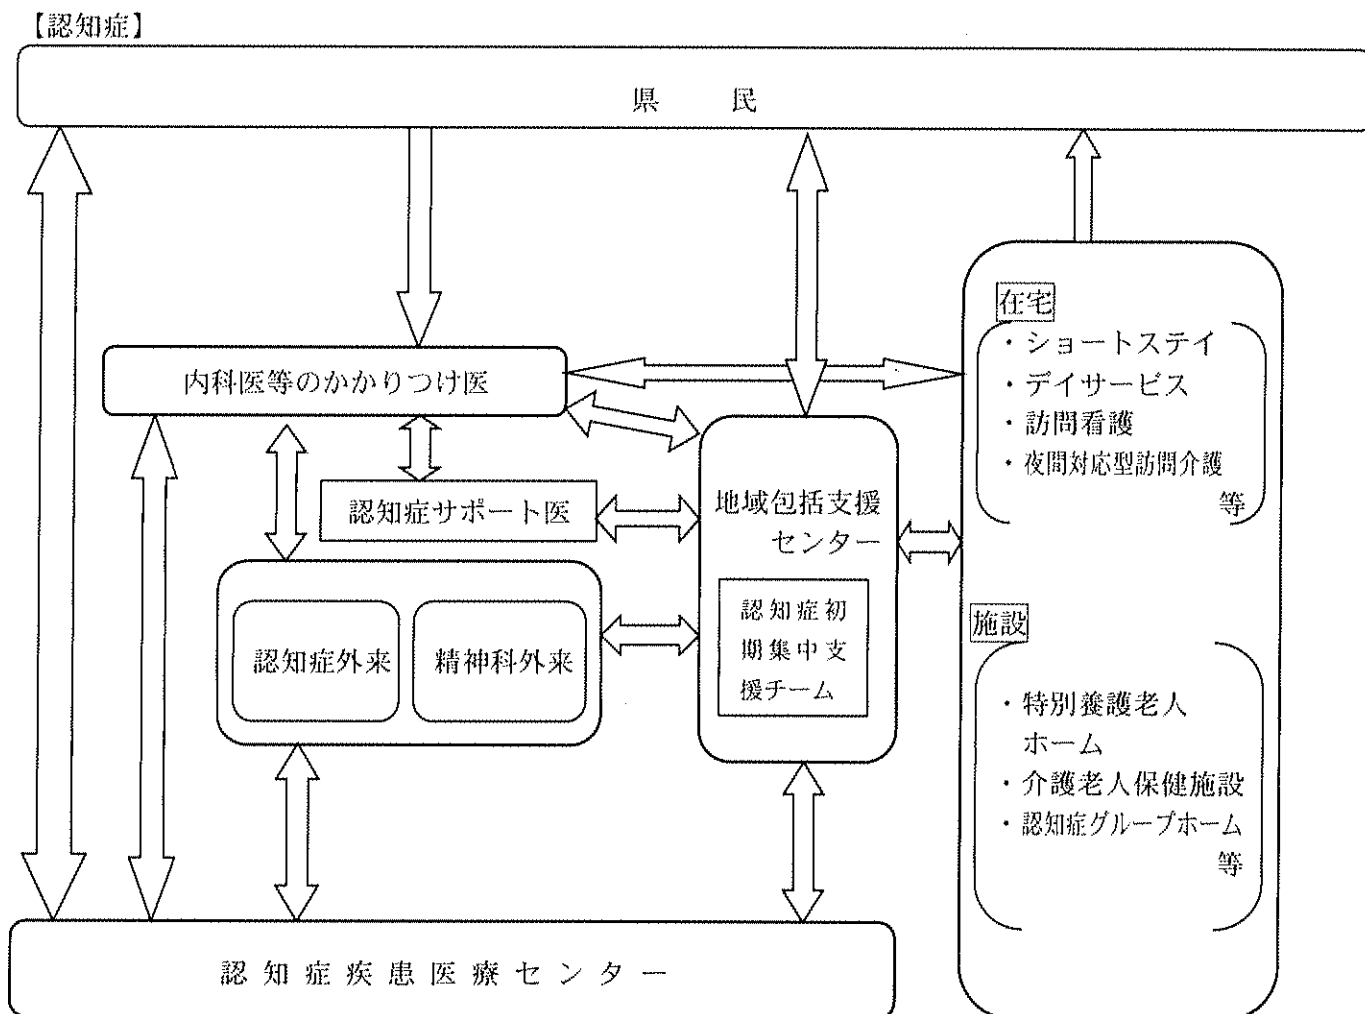 【認知症】
県　　民
内科医等のかかりつけ医
認知症サポート医
認知症外来
精神科外来
地域包括支援
センター
認知症初
期集中支
援チーム
在宅
・ショートステイ
・デイサービス
・訪問看護
・夜間対応型訪問介護
等
施設
・特別養護老人
ホーム
・介護老人保健施設
・認知症グループホーム
等
認知症疾患医療センター